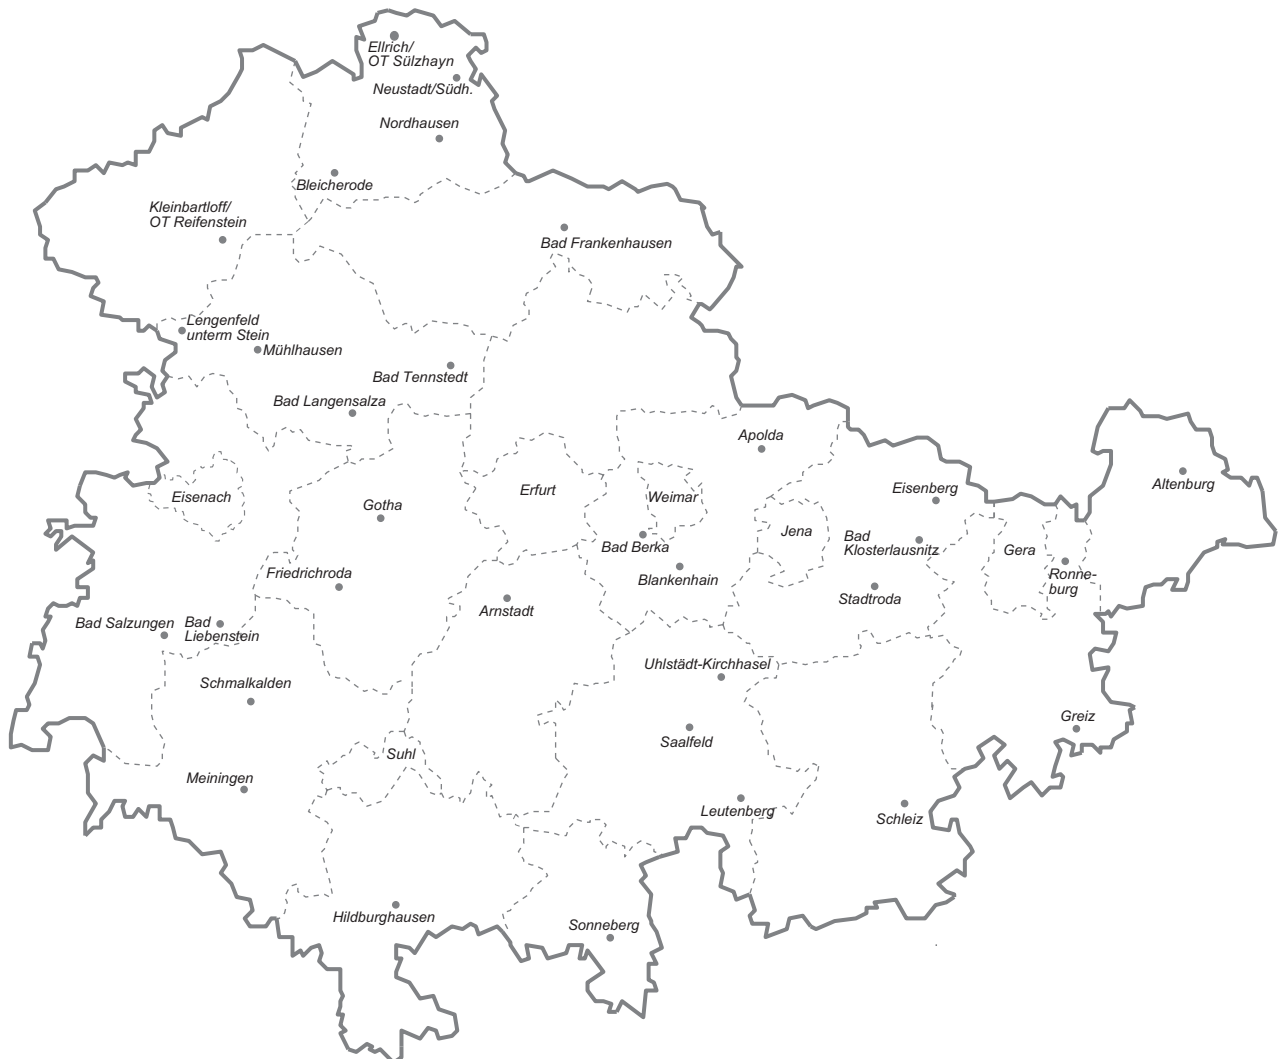 Ellrich/
OT Sülzhayn
Neustadt/Südh.
Nordhausen
Bleicherode
Kleinbartloff/
OT Reifenstein
Bad Frankenhausen
Lengenfeld
unterm Stein
Mühlhausen
Bad Tennstedt
Bad Langensalza
Apolda
Altenburg
Eisenach
Gotha
Erfurt
Weimar
Eisenberg
Jena
Bad
Klosterlausnitz
Gera
Bad Berka
Ronne-
burg
Friedrichroda
Blankenhain
Stadtroda
Arnstadt
Bad Salzungen
Bad
Liebenstein
Uhlstädt-Kirchhasel
Schmalkalden
Greiz
Saalfeld
Suhl
Meiningen
Leutenberg
Schleiz
Hildburghausen
Sonneberg